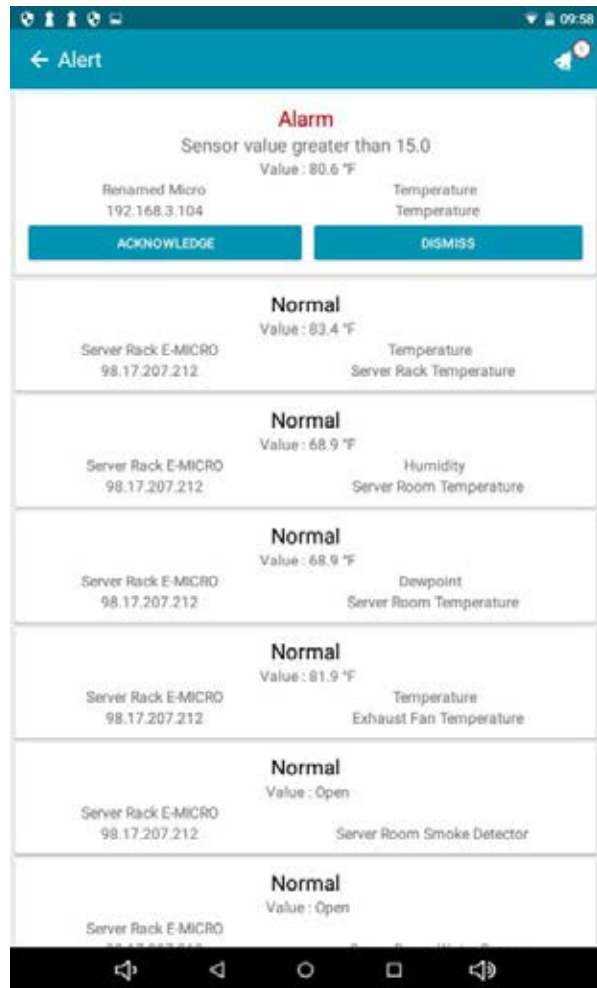 09:58
Alert
Alarm
Sensor value greater than 15.0
Value : 80.6 °F
Renamed Micro Temperature
192.168.3.104 Temperature
ACKNOWLEDGE DISMISS
Normal
Value : 83.4 °F
Server Rack E-MICRO Temperature
98.17.207.212 Server Rack Temperature
Normal
Value : 68.9 °F
Server Rack E-MICRO Humidity
98.17.207.212 Server Room Temperature
Normal
Value : 68.9 °F
Server Rack E-MICRO Dewpoint
98.17.207.212 Server Room Temperature
Normal
Value : 81.9 °F
Server Rack E-MICRO Temperature
98.17.207.212 Exhaust Fan Temperature
Normal
Value : Open
Server Rack E-MICRO
98.17.207.212 Server Room Smoke Detector
Normal
Value : Open
Server Rack E-MICRO